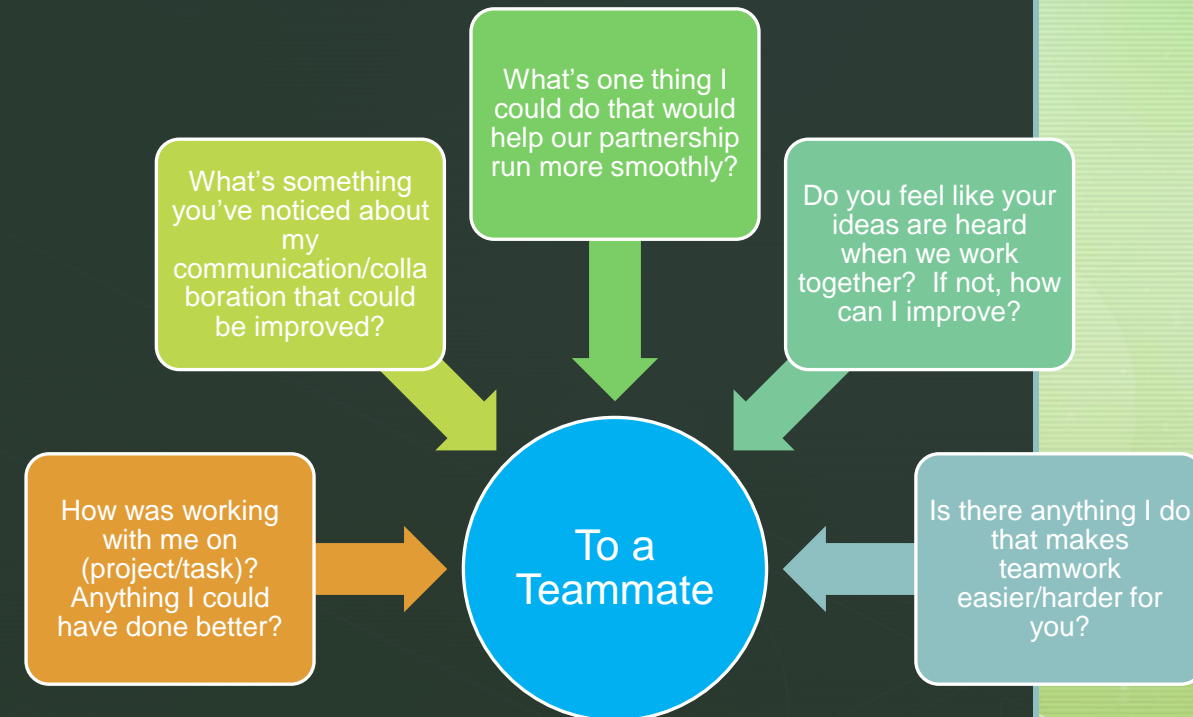 How was working
with me on
(project/task)?
Anything I could
have done better?
What’s something
you’ve noticed about
my
communication/colla
boration that could
be improved?
What’s one thing I
could do that would
help our partnership
run more smoothly?
Do you feel like your
ideas are heard
when we work
together?  If not, how
can I improve?
Is there anything I do
that makes
teamwork
easier/harder for
you?
To a
Teammate